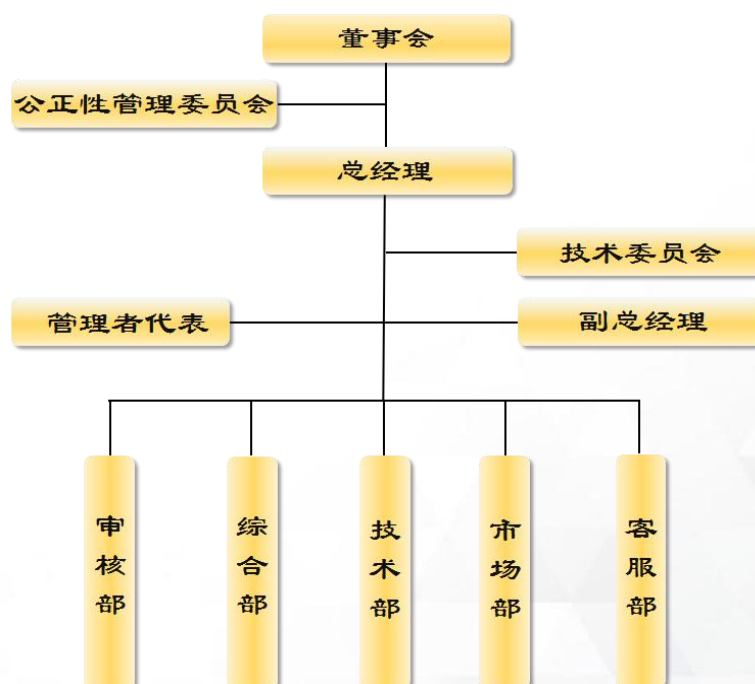 董事会
公正性管理委员会
总经理
技术委员会
管理者代表
副总经理
审核部
综合部
技术部
市场部
客服部